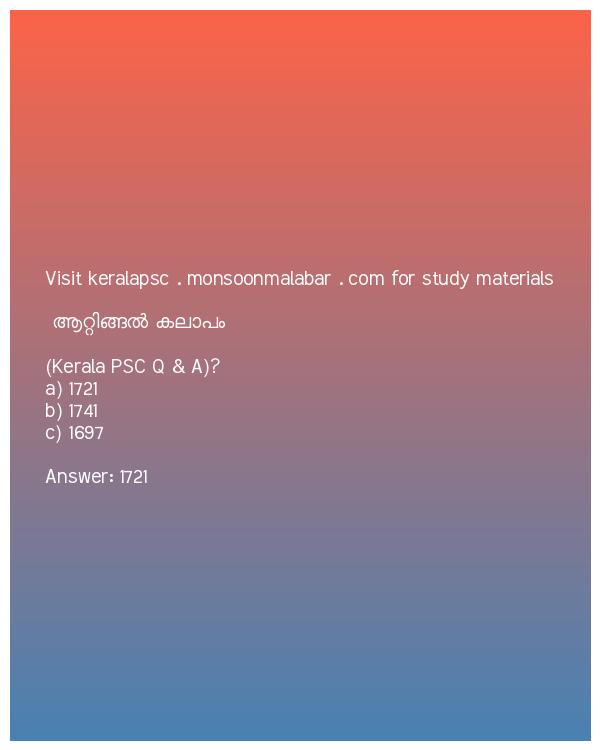 Visit keralapsc . monsoonmalabar . com for study materials
ആറ്റിങ്ങൽ കലാപം
(Kerala PSC Q & A)?
a) 1721
b) 1741
c) 1697
Answer: 1721